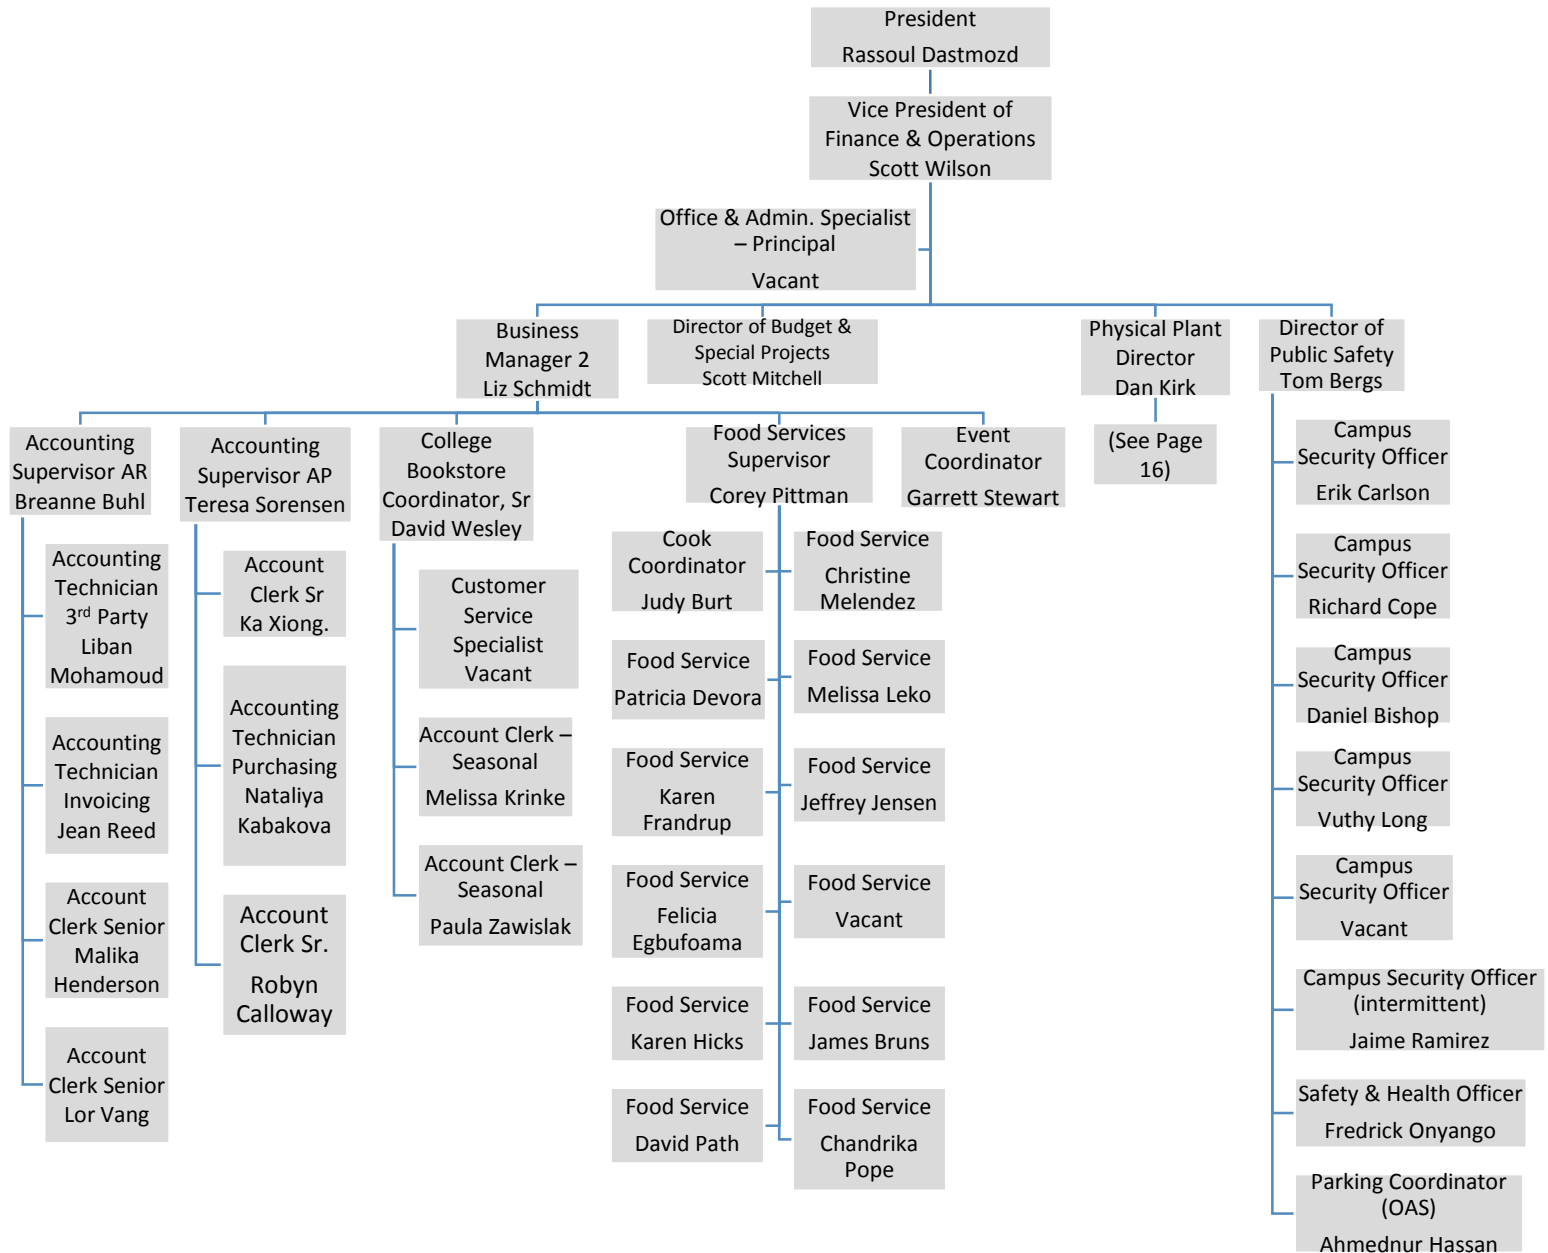 President
Rassoul Dastmozd
Vice President of
Finance & Operations
Scott Wilson
Office & Admin. Specialist
– Principal
Vacant
Business
Manager 2
Liz Schmidt
Director of Budget &
Special Projects
Scott Mitchell
Physical Plant
Director
Dan Kirk
Director of
Public Safety
Tom Bergs
Accounting
Supervisor AR
Breanne Buhl
Accounting
Supervisor AP
Teresa Sorensen
College
Bookstore
Coordinator, Sr
David Wesley
Food Services
Supervisor
Corey Pittman
Event
Coordinator
Garrett Stewart
(See Page
16)
Accounting
Technician
3rd Party
Liban
Mohamoud
Accounting
Technician
Invoicing
Jean Reed
Account
Clerk Senior
Malika
Henderson
Account
Clerk Senior
Lor Vang
Account
Clerk Sr
Ka Xiong.
Accounting
Technician
Purchasing
Nataliya
Kabakova
Account
Clerk Sr.
Robyn
Calloway
Customer
Service
Specialist
Vacant
Account Clerk –
Seasonal
Melissa Krinke
Account Clerk –
Seasonal
Paula Zawislak
Cook
Coordinator
Judy Burt
Food Service
Christine
Melendez
Food Service
Patricia Devora
Food Service
Melissa Leko
Food Service
Karen
Frandrup
Food Service
Jeffrey Jensen
Food Service
Felicia
Egbufoama
Food Service
Vacant
Food Service
Karen Hicks
Food Service
James Bruns
Food Service
David Path
Food Service
Chandrika
Pope
Campus
Security Officer
Erik Carlson
Campus
Security Officer
Richard Cope
Campus
Security Officer
Daniel Bishop
Campus
Security Officer
Vuthy Long
Campus
Security Officer
Vacant
Campus Security Officer
(intermittent)
Jaime Ramirez
Safety & Health Officer
Fredrick Onyango
Parking Coordinator
(OAS)
Ahmednur Hassan